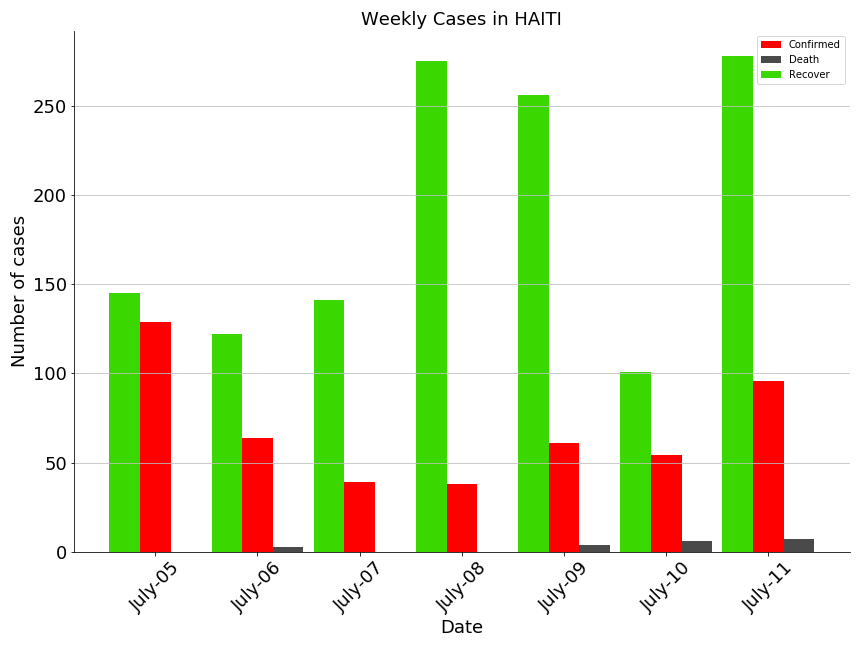 Weekly Cases in HAITI
Confirmed
Death
Recover
Number of cases
250
200
150
100
50
0
July-05
July-06
July-07
July-08
July-09
July-10
July-11
Date